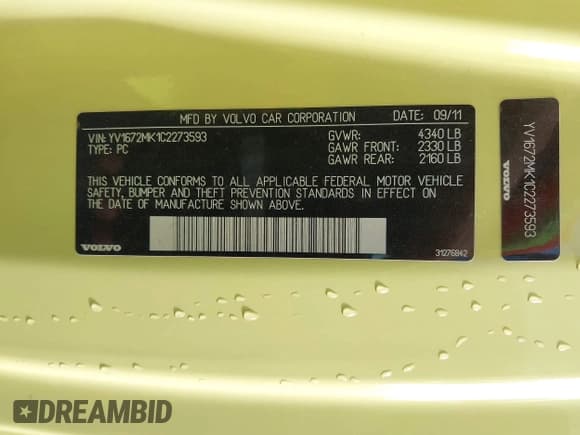 MFD BY VOLVO CAR CORPORATION DATE: 09/11
VIN: YV1672MK1C2273593 GVWR: 4340 LB
TYPE: PC GAWR FRONT: 2330 LB
GAWR REAR: 2160 LB
THIS VEHICLE CONFORMS TO ALL APPLICABLE FEDERAL MOTOR VEHICLE
SAFETY, BUMPER AND THEFT PREVENTION STANDARDS IN EFFECT ON
THE DATE OF MANUFACTURE SHOWN ABOVE.
VOLVO 31276842
YV1672MK1C2273593
VOLVO
DREAMBID